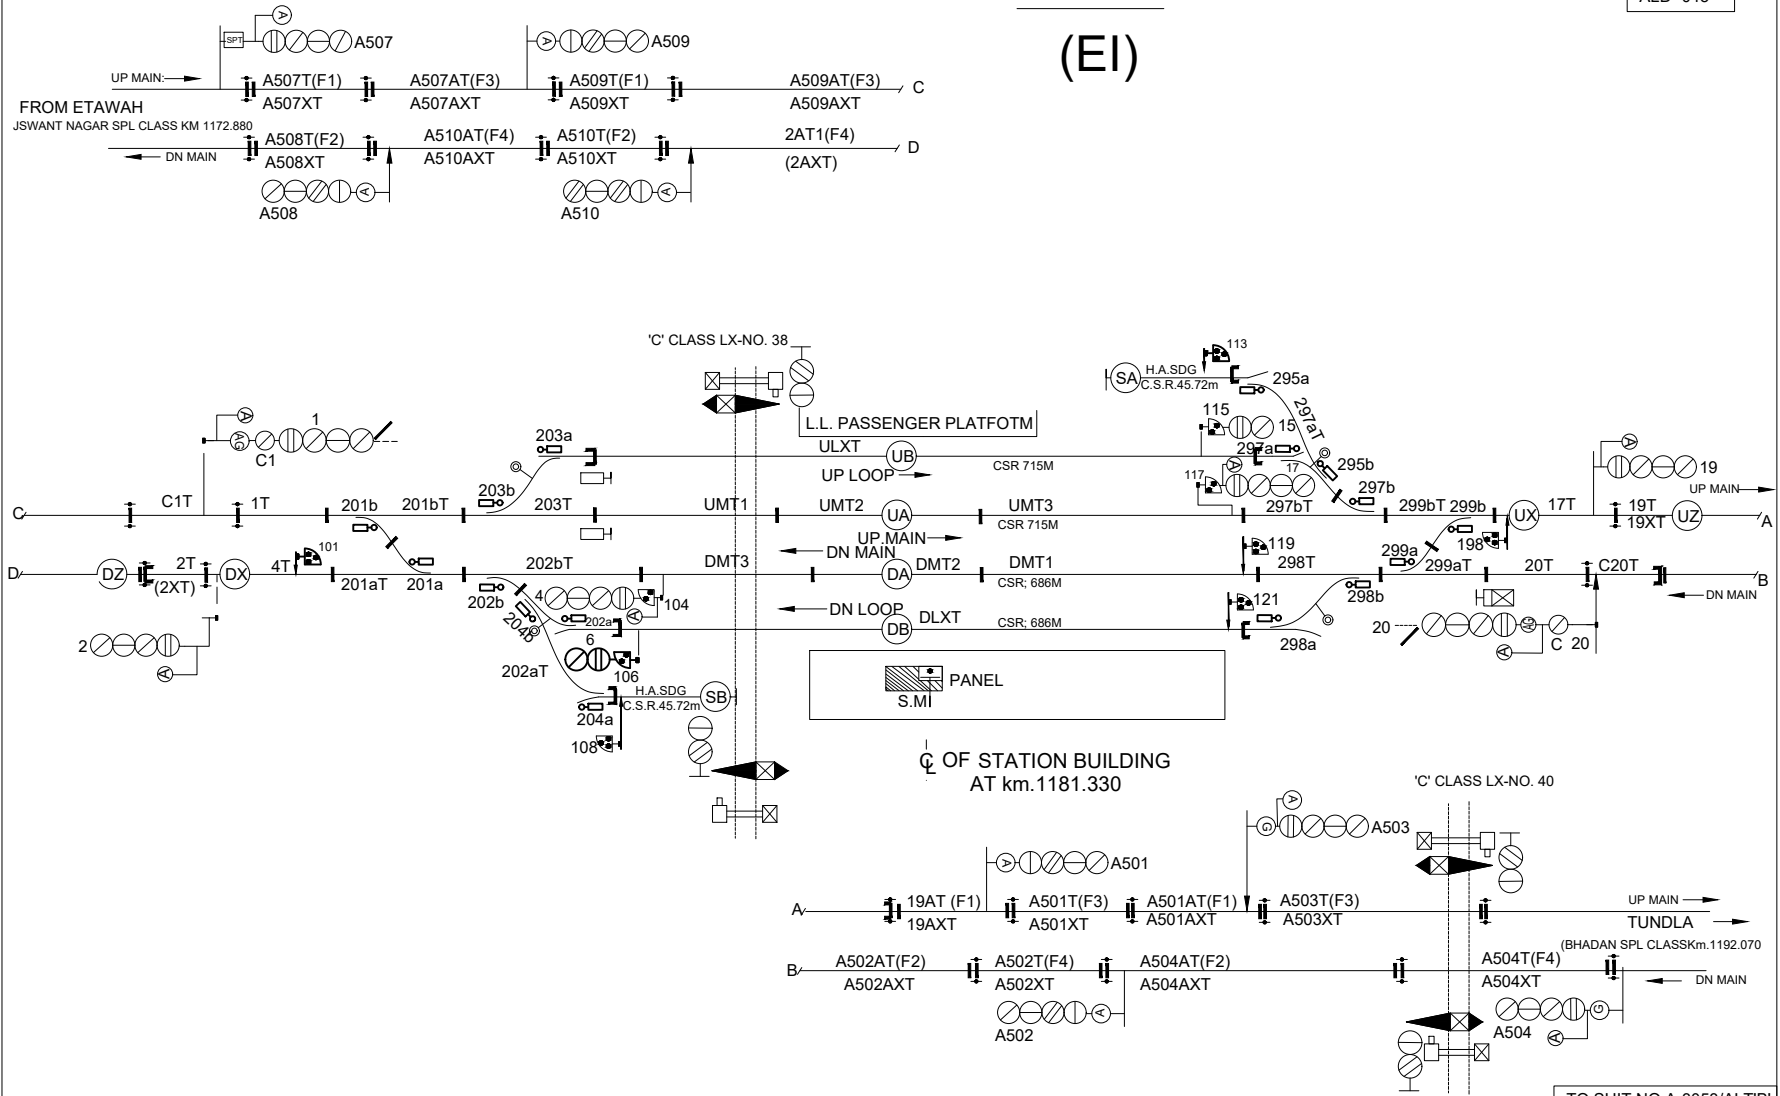 (EI)
SPT
A
A507
A
A509
UP MAIN:
A507T(F1)
A507AT(F3)
A509T(F1)
A509AT(F3)
C
FROM ETAWAH
A507XT
A507AXT
A509XT
A509AXT
JSWANT NAGAR SPL CLASS KM 1172.880
A508T(F2)
A510AT(F4)
A510T(F2)
2AT1(F4)
D
DN MAIN
A508XT
A510AXT
A510XT
(2AXT)
A
A
A508
A510
'C' CLASS LX-NO. 38
113
SA
H.A.SDG
C.S.R.45.72m
295a
297aT
A
1
AG
C1
203a
L.L. PASSENGER PLATFOTM
115
15
297a
ULXT
UB
UP LOOP
CSR 715M
A
117
17
295b
A
19
UP MAIN
203b
297b
C
C1T
1T
201b
201bT
203T
UMT1
UMT2
UA
UMT3
CSR 715M
297bT
299bT
299b
UX
17T
19T
19XT
UZ
A
UP.MAIN
DN MAIN
198
101
119
299a
D
DZ
2T
(2XT)
DX
4T
201aT
201a
202bT
DMT3
DA
DMT2
DMT1
CSR; 686M
298T
299aT
20T
C20T
B
DN MAIN
202b
4
104
A
DN LOOP
DLXT
DB
CSR; 686M
121
298b
298a
204b
202a
6
106
20
C 20
A
2
A
202aT
H.A.SDG
C.S.R.45.72m
SB
204a
108
PANEL
S.M
OF STATION BUILDING
AT km.1181.330
'C' CLASS LX-NO. 40
A
G
A503
A
A501
A
19AT (F1)
A501T(F3)
A501AT(F1)
A503T(F3)
UP MAIN
19AXT
A501XT
A501AXT
A503XT
TUNDLA
(BHADAN SPL CLASSKm.1192.070
B
A502AT(F2)
A502T(F4)
A504AT(F2)
A504T(F4)
A502AXT
A502XT
A504AXT
A504XT
DN MAIN
A
A502
G
A504
A